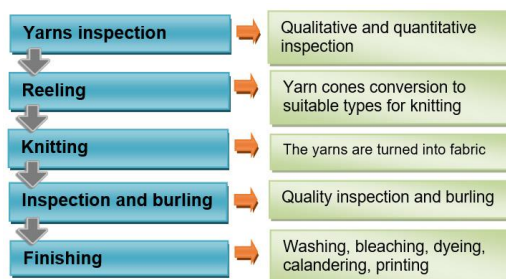 Yarns inspection
Qualitative and quantitative
inspection
Reeling
Yarn cones conversion to
suitable types for knitting
Knitting
The yarns are turned into fabric
Inspection and burling
Quality inspection and burling
Finishing
Washing, bleaching, dyeing,
calandering, printing